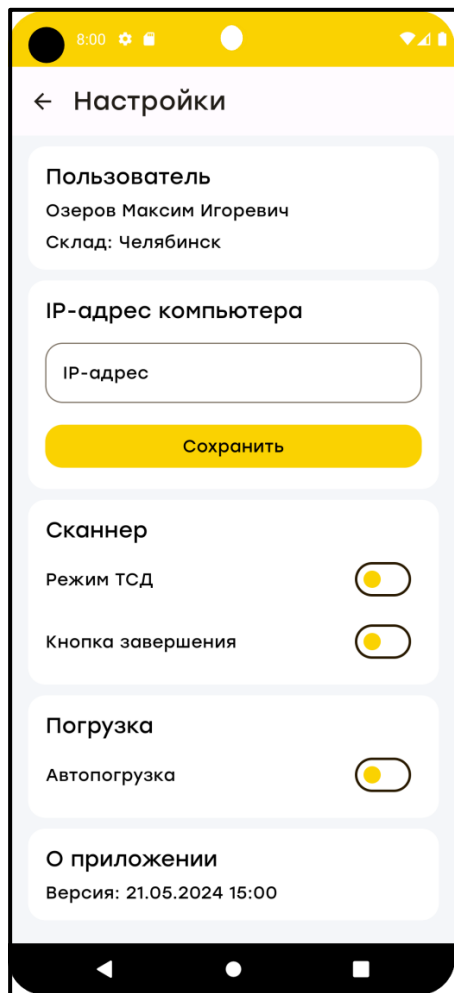 8:00
Настройки
Пользователь
Озеров Максим Игоревич
Склад: Челябинск
IP-адрес компьютера
IP-адрес
Сохранить
Сканнер
Режим ТСД
Кнопка завершения
Погрузка
Автопогрузка
О приложении
Версия: 21.05.2024 15:00